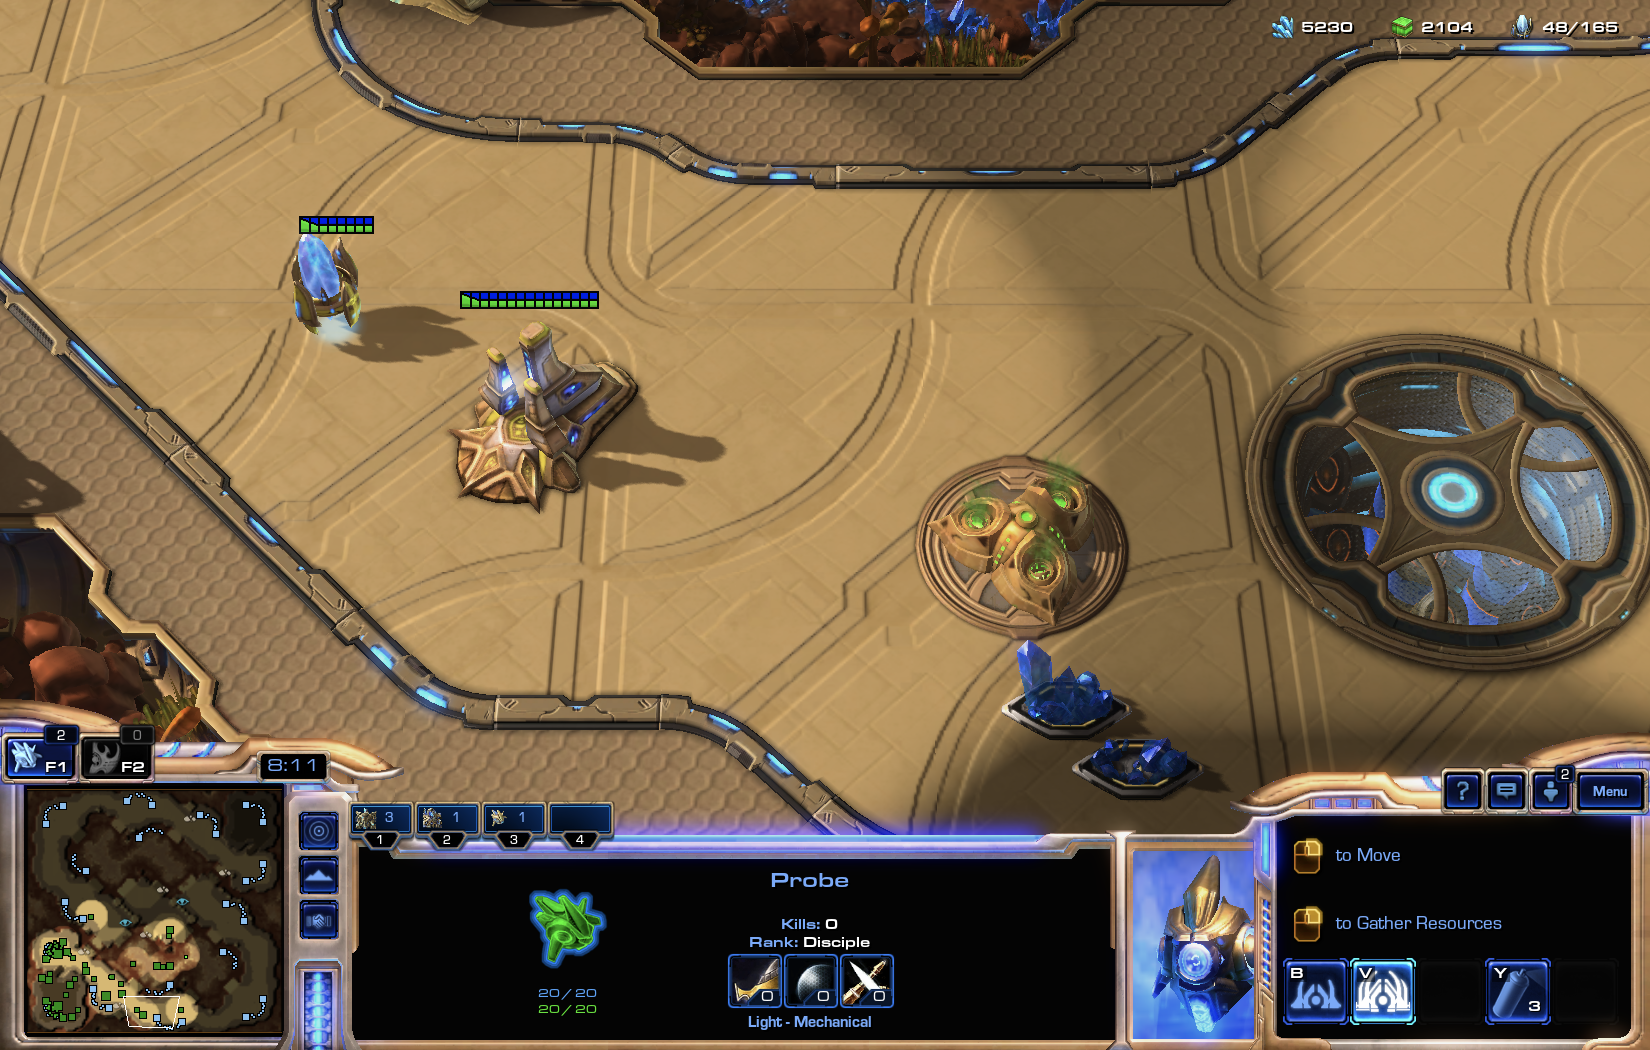 5230 2104 48/165
2 0
F1 F2
8:11
2
? Menu
3 1 1
1 2 3 4
Probe
Kills: 0
Rank: Disciple
0 0 0
20/20
20/20
Light - Mechanical
to Move
to Gather Resources
B V Y
3